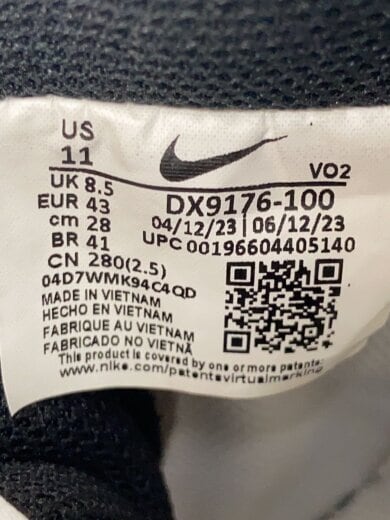 US
11
UK 8.5
EUR 43
cm 28
BR 41
CN 280(2.5)
VO2
DX9176-100
04/12/23 | 06/12/23
UPC 00196604405140
04D7WMK94C4QD
MADE IN VIETNAM
HECHO EN VIETNAM
FABRIQUE AU VIETNAM
FABRICADO NO VIETNÃ
This product is covered by one or more patents:
www.nike.com/patentsvirtualmarking